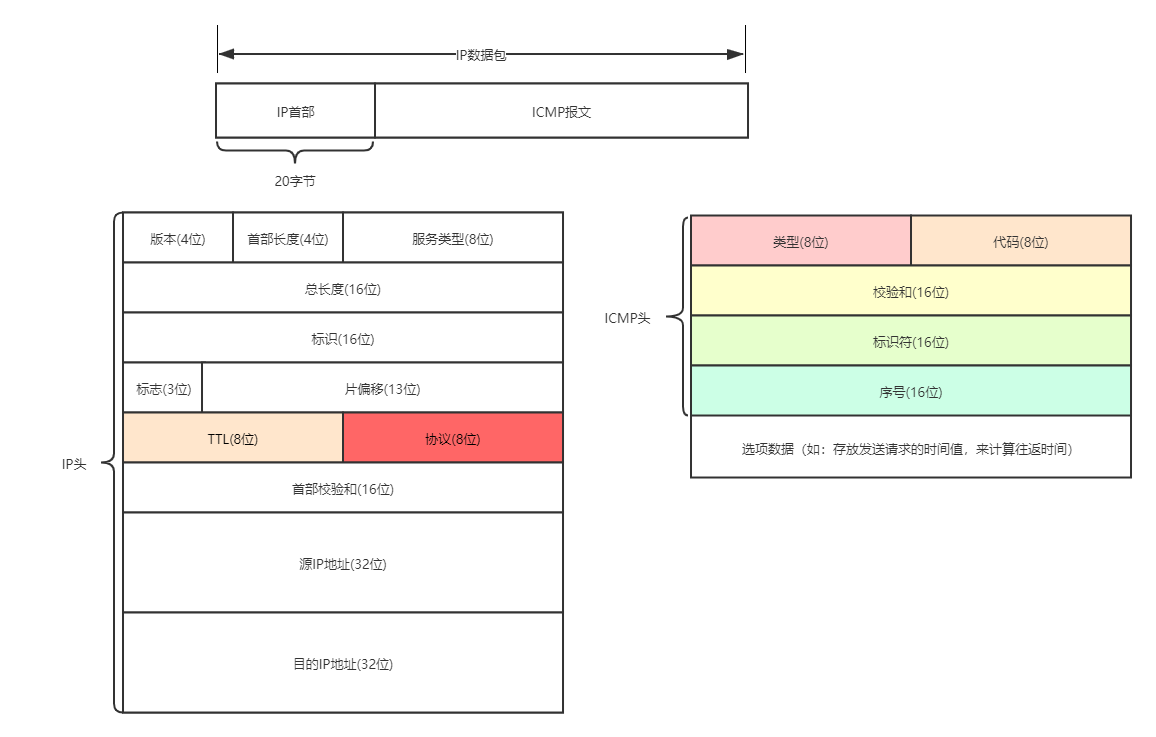 IP数据包
IP首部
ICMP报文
20字节
版本(4位)
首部长度(4位)
服务类型(8位)
总长度(16位)
标识(16位)
标志(3位)
片偏移(13位)
TTL(8位)
协议(8位)
IP头
首部校验和(16位)
源IP地址(32位)
目的IP地址(32位)
类型(8位)
代码(8位)
校验和(16位)
ICMP头
标识符(16位)
序号(16位)
选项数据（如：存放发送请求的时间值，来计算往返时间）